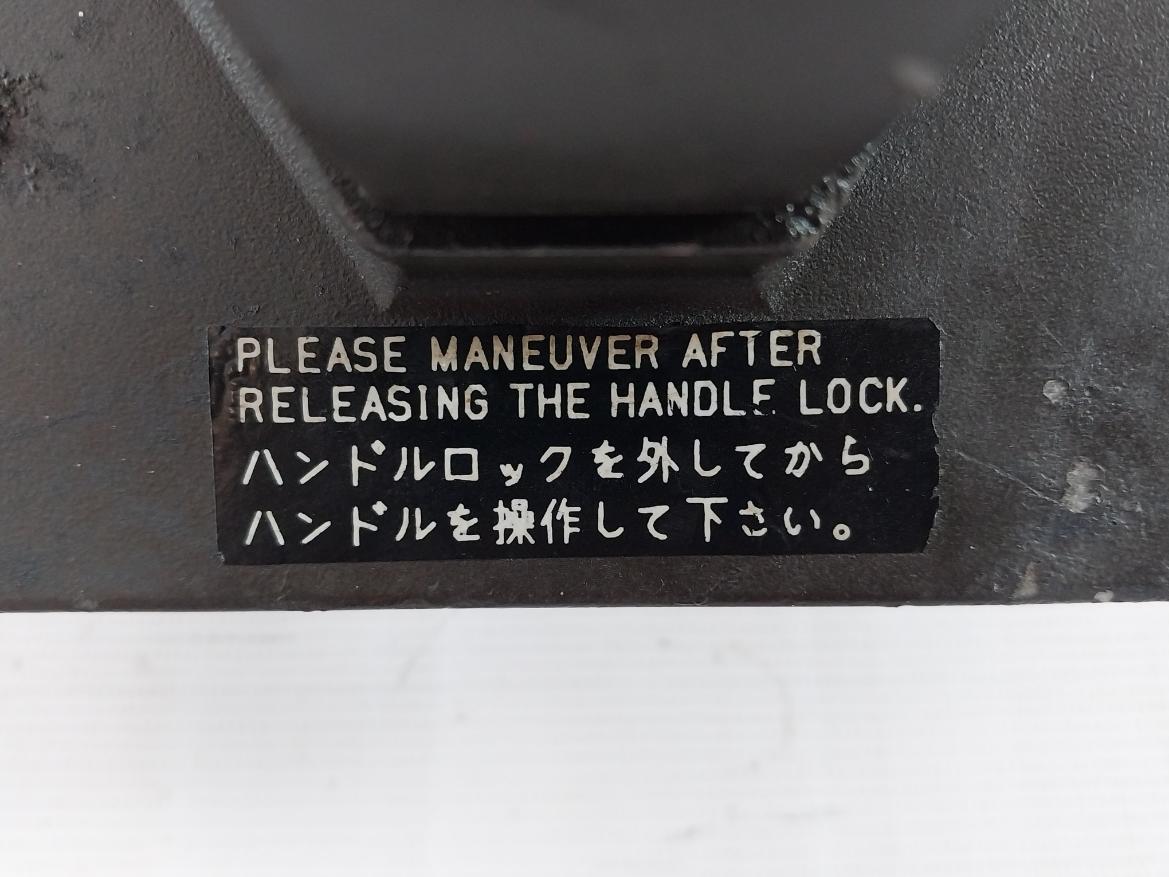 PLEASE MANEUVER AFTER
RELEASING THE HANDLE LOCK.
ハンドルロックを外してから
ハンドルを操作して下さい。